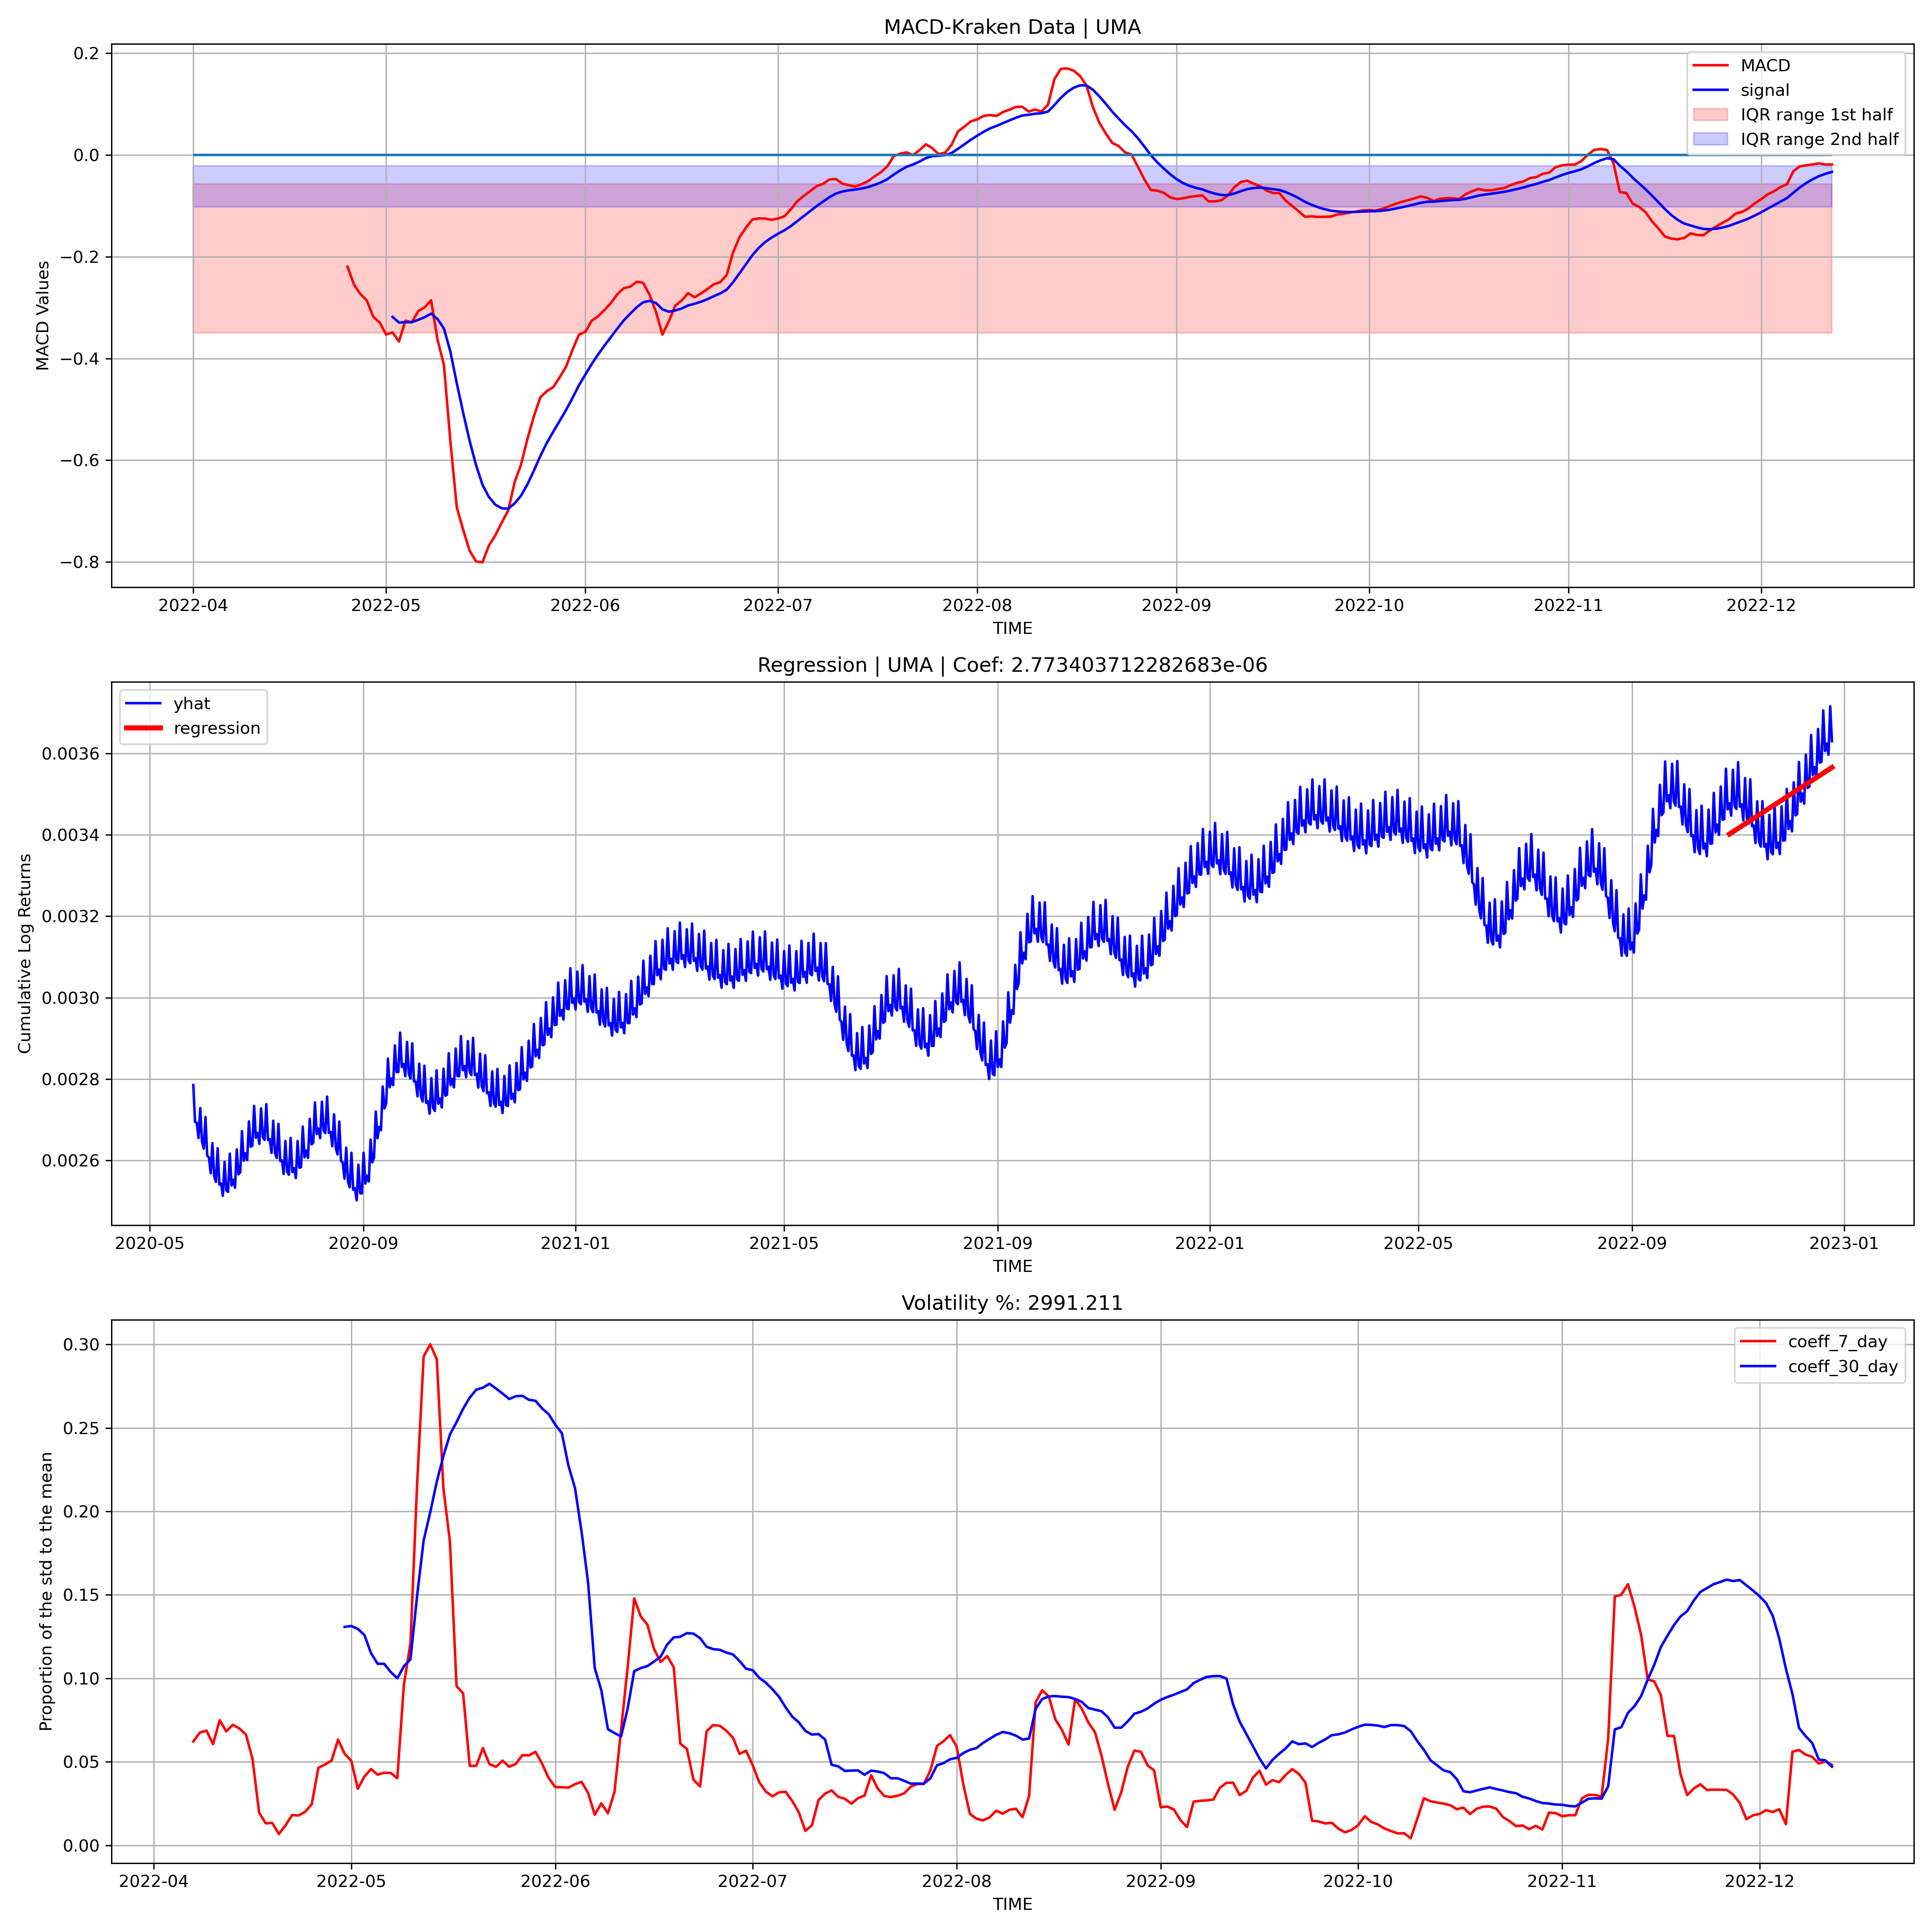 MACD-Kraken Data | UMA
MACD
signal
IQR range 1st half
IQR range 2nd half
0.2
0.0
−0.2
−0.4
−0.6
−0.8
MACD Values
2022-04 2022-05 2022-06 2022-07 2022-08 2022-09 2022-10 2022-11 2022-12
TIME
Regression | UMA | Coef: 2.773403712282683e-06
yhat
regression
0.0036
0.0034
0.0032
0.0030
0.0028
0.0026
Cumulative Log Returns
2020-05 2020-09 2021-01 2021-05 2021-09 2022-01 2022-05 2022-09 2023-01
TIME
Volatility %: 2991.211
coeff_7_day
coeff_30_day
0.30
0.25
0.20
0.15
0.10
0.05
0.00
Proportion of the std to the mean
2022-04 2022-05 2022-06 2022-07 2022-08 2022-09 2022-10 2022-11 2022-12
TIME